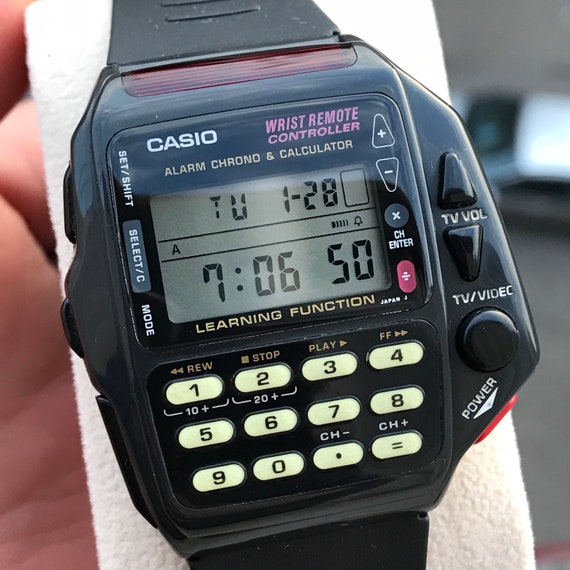 CASIO
WRIST REMOTE
CONTROLLER
ALARM CHRONO & CALCULATOR
SET/SHIFT
SELECT/C
MODE
TU 1-28
A
7:06 50
LEARNING FUNCTION
+
−
×
CH
ENTER
÷
JAPAN J
TV VOL
TV/VIDEO
POWER
◀◀ REW
■ STOP
PLAY ▶
FF ▶▶
1 2 3 4
10+ 20+
5 6 7 8
CH− CH+
9 0 · =